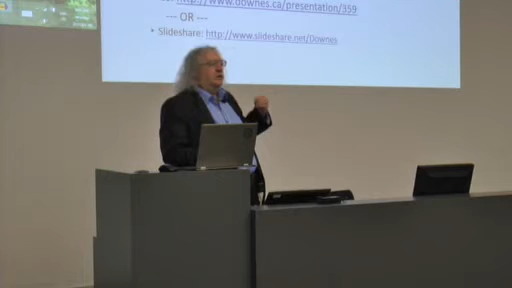 http://www.downes.ca/presentation/359
--- OR ---
• Slideshare: http://www.slideshare.net/Downes